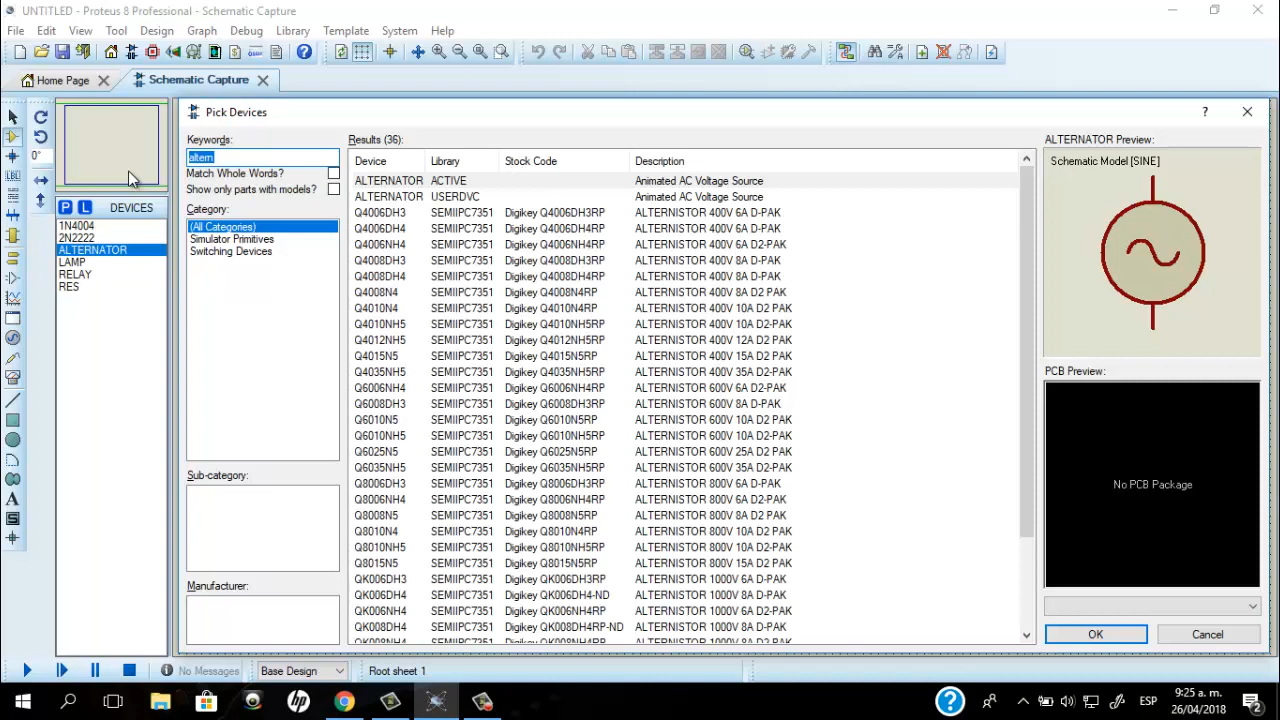 UNTITLED - Proteus 8 Professional - Schematic Capture
File Edit View Tool Design Graph Debug Library Template System Help
Home Page Schematic Capture
Pick Devices
Keywords:
altern
Match Whole Words?
Show only parts with models?
Category:
(All Categories)
Simulator Primitives
Switching Devices
Sub-category:
Manufacturer:
0°
P L DEVICES
1N4004
2N2222
ALTERNATOR
LAMP
RELAY
RES
Results (36):
Device Library Stock Code Description
ALTERNATOR ACTIVE Animated AC Voltage Source
ALTERNATOR USERDVC Animated AC Voltage Source
Q4006DH3 SEMIIPC7351 Digikey Q4006DH3RP ALTERNISTOR 400V 6A D-PAK
Q4006DH4 SEMIIPC7351 Digikey Q4006DH4RP ALTERNISTOR 400V 6A D-PAK
Q4006NH4 SEMIIPC7351 Digikey Q4006NH4RP ALTERNISTOR 400V 6A D2-PAK
Q4008DH3 SEMIIPC7351 Digikey Q4008DH3RP ALTERNISTOR 400V 8A D-PAK
Q4008DH4 SEMIIPC7351 Digikey Q4008DH4RP ALTERNISTOR 400V 8A D-PAK
Q4008N4 SEMIIPC7351 Digikey Q4008N4RP ALTERNISTOR 400V 8A D2 PAK
Q4010N4 SEMIIPC7351 Digikey Q4010N4RP ALTERNISTOR 400V 10A D2 PAK
Q4010NH5 SEMIIPC7351 Digikey Q4010NH5RP ALTERNISTOR 400V 10A D2-PAK
Q4012NH5 SEMIIPC7351 Digikey Q4012NH5RP ALTERNISTOR 400V 12A D2-PAK
Q4015N5 SEMIIPC7351 Digikey Q4015N5RP ALTERNISTOR 400V 15A D2 PAK
Q4035NH5 SEMIIPC7351 Digikey Q4035NH5RP ALTERNISTOR 400V 35A D2-PAK
Q6006NH4 SEMIIPC7351 Digikey Q6006NH4RP ALTERNISTOR 600V 6A D2-PAK
Q6008DH3 SEMIIPC7351 Digikey Q6008DH3RP ALTERNISTOR 600V 8A D-PAK
Q6010N5 SEMIIPC7351 Digikey Q6010N5RP ALTERNISTOR 600V 10A D2 PAK
Q6010NH5 SEMIIPC7351 Digikey Q6010NH5RP ALTERNISTOR 600V 10A D2-PAK
Q6025N5 SEMIIPC7351 Digikey Q6025N5RP ALTERNISTOR 600V 25A D2 PAK
Q6035NH5 SEMIIPC7351 Digikey Q6035NH5RP ALTERNISTOR 600V 35A D2-PAK
Q8006DH3 SEMIIPC7351 Digikey Q8006DH3RP ALTERNISTOR 800V 6A D-PAK
Q8006NH4 SEMIIPC7351 Digikey Q8006NH4RP ALTERNISTOR 800V 6A D2-PAK
Q8008N5 SEMIIPC7351 Digikey Q8008N5RP ALTERNISTOR 800V 8A D2 PAK
Q8010N4 SEMIIPC7351 Digikey Q8010N4RP ALTERNISTOR 800V 10A D2 PAK
Q8010NH5 SEMIIPC7351 Digikey Q8010NH5RP ALTERNISTOR 800V 10A D2-PAK
Q8015N5 SEMIIPC7351 Digikey Q8015N5RP ALTERNISTOR 800V 15A D2 PAK
QK006DH3 SEMIIPC7351 Digikey QK006DH3RP ALTERNISTOR 1000V 6A D-PAK
QK006DH4 SEMIIPC7351 Digikey QK006DH4-ND ALTERNISTOR 1000V 8A D-PAK
QK006NH4 SEMIIPC7351 Digikey QK006NH4RP ALTERNISTOR 1000V 6A D2-PAK
QK008DH4 SEMIIPC7351 Digikey QK008DH4RP-ND ALTERNISTOR 1000V 8A D-PAK
QK008NH4 SEMIIPC7351 Digikey QK008NH4RP ALTERNISTOR 1000V 8A D2-PAK
ALTERNATOR Preview:
Schematic Model [SINE]
PCB Preview:
No PCB Package
OK Cancel
No Messages Base Design Root sheet 1
ESP 9:25 a. m.
26/04/2018
2